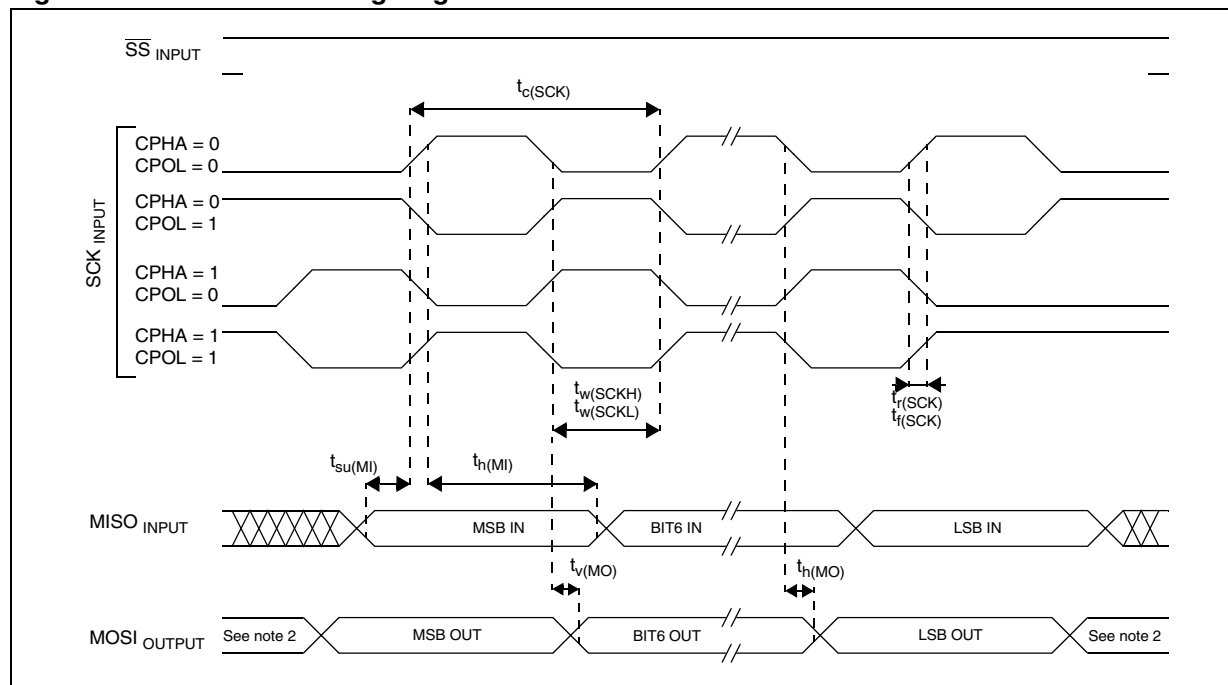 SS INPUT
tc(SCK)
SCK INPUT
CPHA = 0
CPOL = 0
CPHA = 0
CPOL = 1
CPHA = 1
CPOL = 0
CPHA = 1
CPOL = 1
tw(SCKH)
tw(SCKL)
tr(SCK)
tf(SCK)
tsu(MI)
th(MI)
MISO INPUT
MSB IN
BIT6 IN
LSB IN
tv(MO)
th(MO)
MOSI OUTPUT
See note 2
MSB OUT
BIT6 OUT
LSB OUT
See note 2